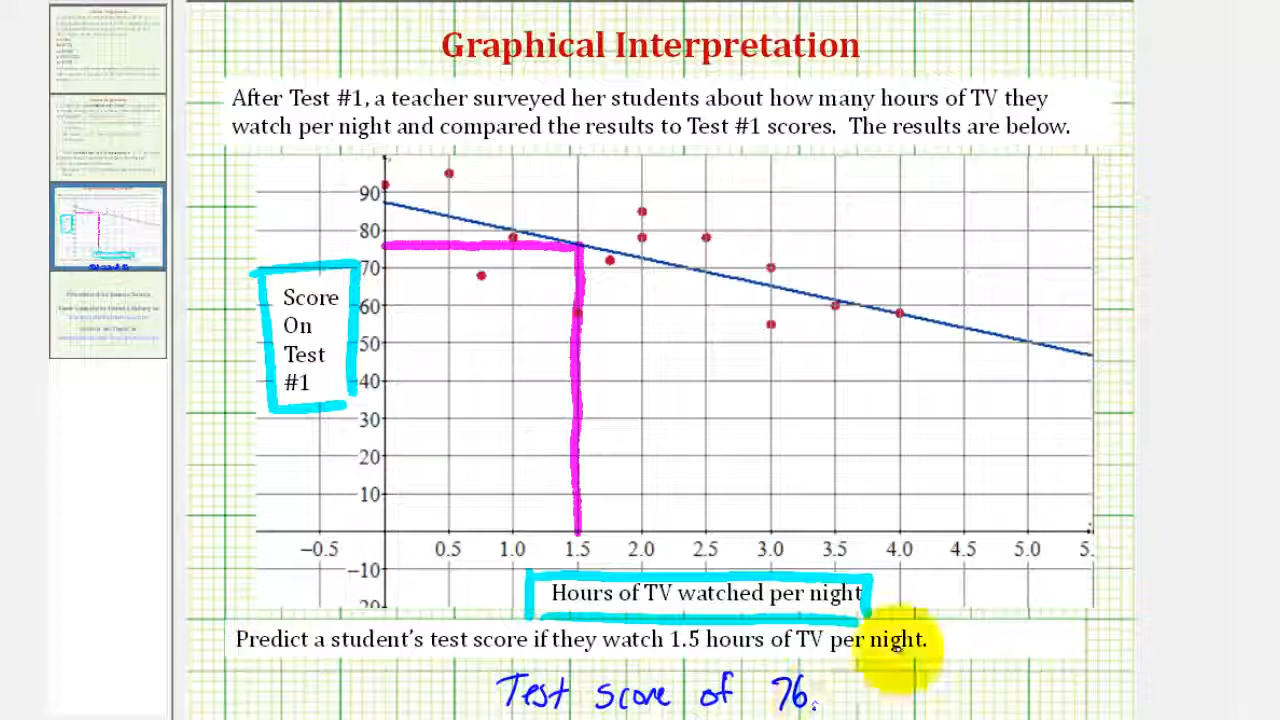 Graphical Interpretation
After Test #1, a teacher surveyed her students about how many hours of TV they
watch per night and compared the results to Test #1 scores. The results are below.
90
80
70
60
50
40
30
20
10
−10
Score
On
Test
#1
−0.5 0.5 1.0 1.5 2.0 2.5 3.0 3.5 4.0 4.5 5.0 5.
Hours of TV watched per night
Predict a student's test score if they watch 1.5 hours of TV per night.
Test score of 76.